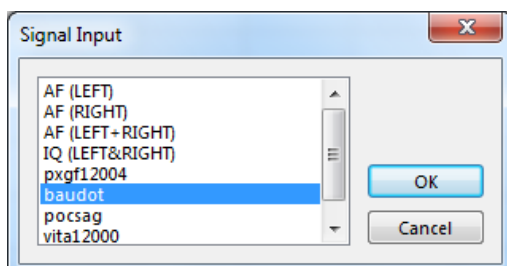 Signal Input
AF (LEFT)
AF (RIGHT)
AF (LEFT+RIGHT)
IQ (LEFT&RIGHT)
pxgf12004
baudot
pocsag
vita12000
OK
Cancel